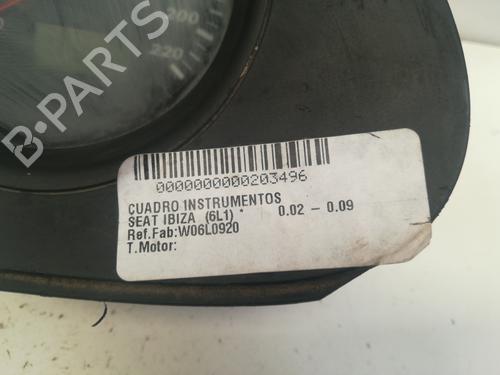 200
220
B-Parts
0000000000203496
CUADRO INSTRUMENTOS
SEAT IBIZA (6L1) * 0.02 - 0.09
Ref.Fab:W06L0920
T.Motor: